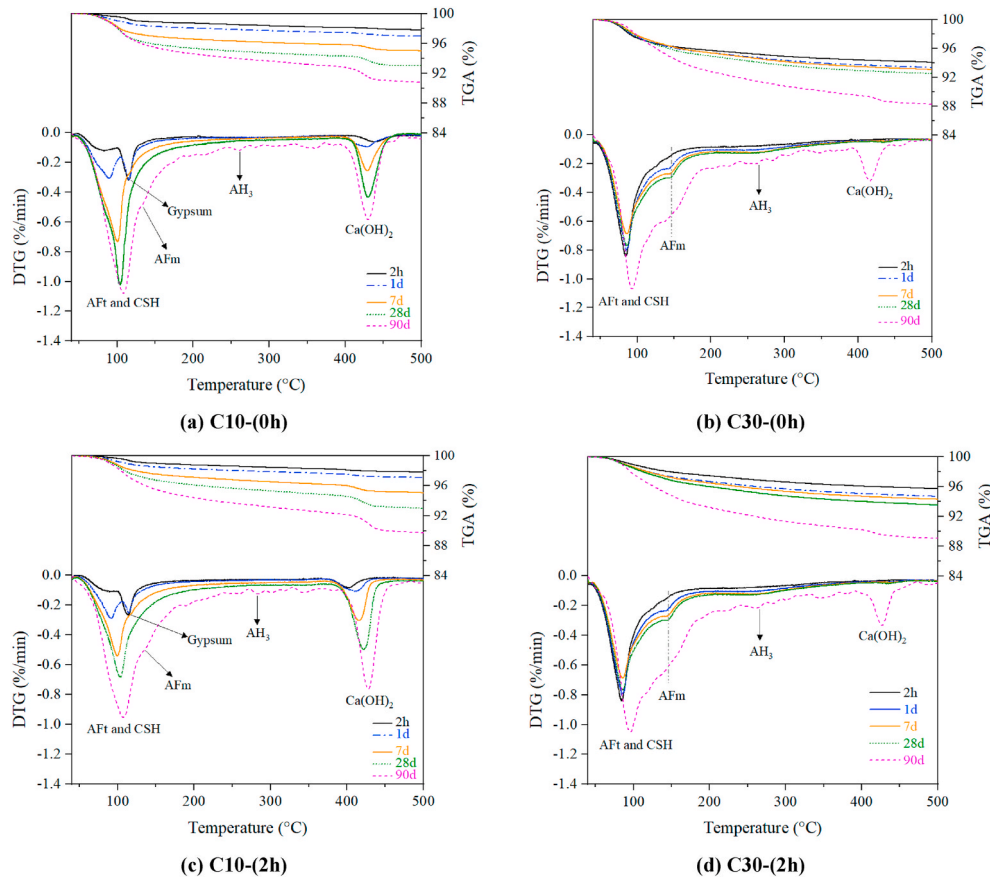 100
96
92
88
84
TGA (%)
0.0
-0.2
-0.4
-0.6
-0.8
-1.0
-1.2
-1.4
DTG (%/min)
AH3
Gypsum
AFm
Ca(OH)2
AFt and CSH
2h
1d
7d
28d
90d
100 200 300 400 500
Temperature (°C)
(a) C10-(0h)
100
96
92
88
84
TGA (%)
0.0
-0.2
-0.4
-0.6
-0.8
-1.0
-1.2
-1.4
DTG (%/min)
Ca(OH)2
AH3
AFm
AFt and CSH
2h
1d
7d
28d
90d
100 200 300 400 500
Temperature (°C)
(b) C30-(0h)
100
96
92
88
84
TGA (%)
0.0
-0.2
-0.4
-0.6
-0.8
-1.0
-1.2
-1.4
DTG (%/min)
Gypsum
AH3
AFm
Ca(OH)2
AFt and CSH
2h
1d
7d
28d
90d
100 200 300 400 500
Temperature (°C)
(c) C10-(2h)
100
96
92
88
84
TGA (%)
0.0
-0.2
-0.4
-0.6
-0.8
-1.0
-1.2
-1.4
DTG (%/min)
Ca(OH)2
AH3
AFm
AFt and CSH
2h
1d
7d
28d
90d
100 200 300 400 500
Temperature (°C)
(d) C30-(2h)